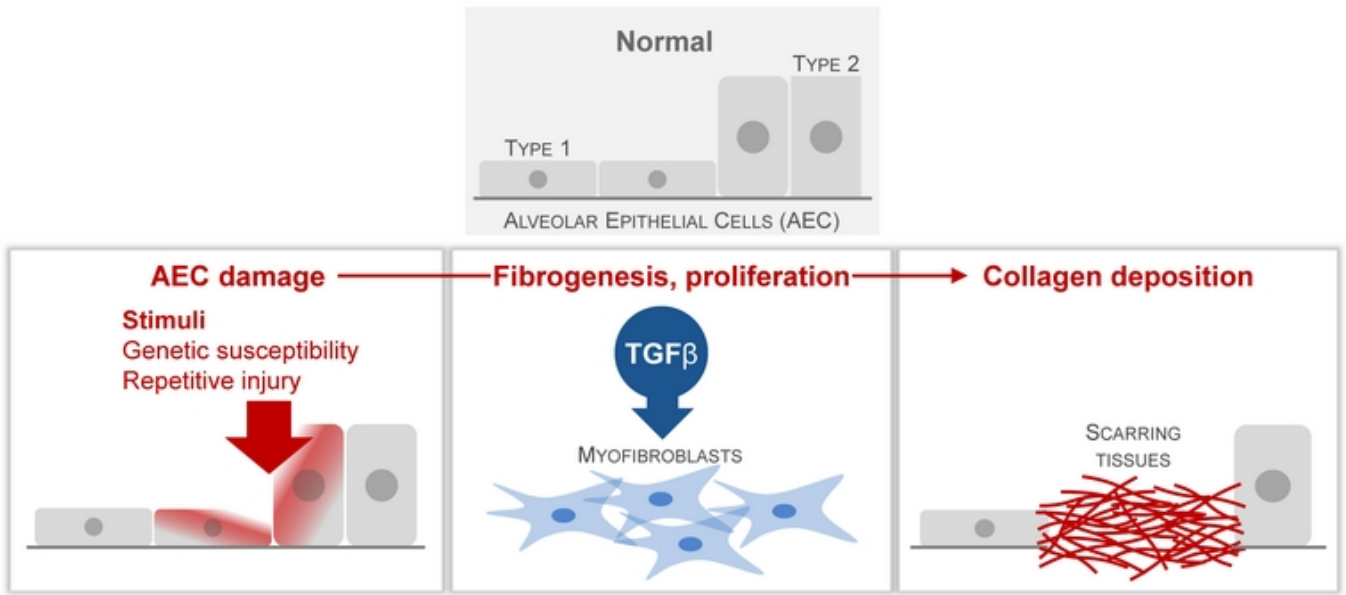 Normal
TYPE 2
TYPE 1
ALVEOLAR EPITHELIAL CELLS (AEC)
AEC damage
Stimuli
Genetic susceptibility
Repetitive injury
Fibrogenesis, proliferation
TGFβ
MYOFIBROBLASTS
Collagen deposition
SCARRING
TISSUES